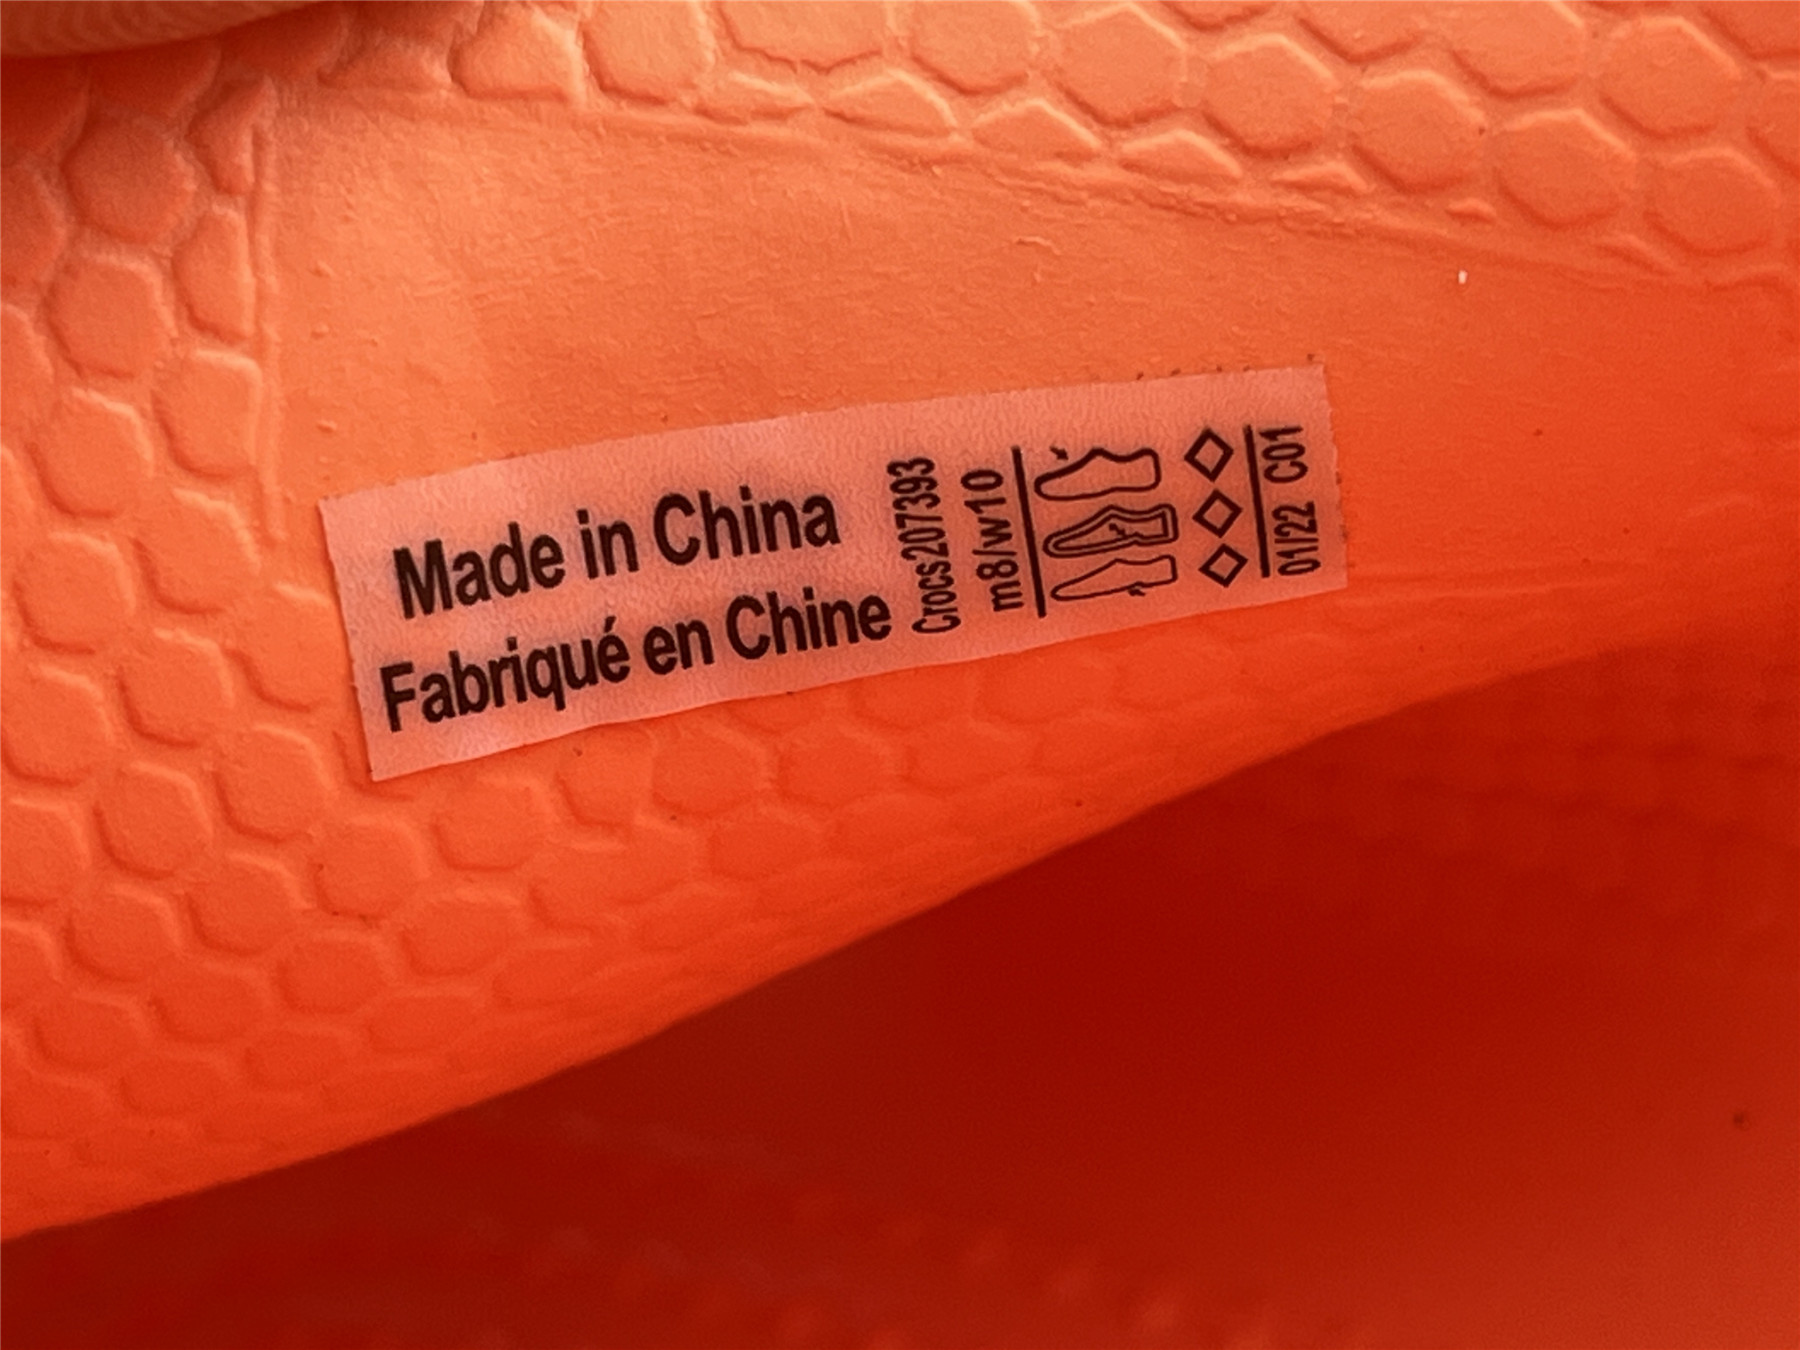 Made in China
Fabriqué en Chine
Crocs207393
m8/w10
01/22 C01